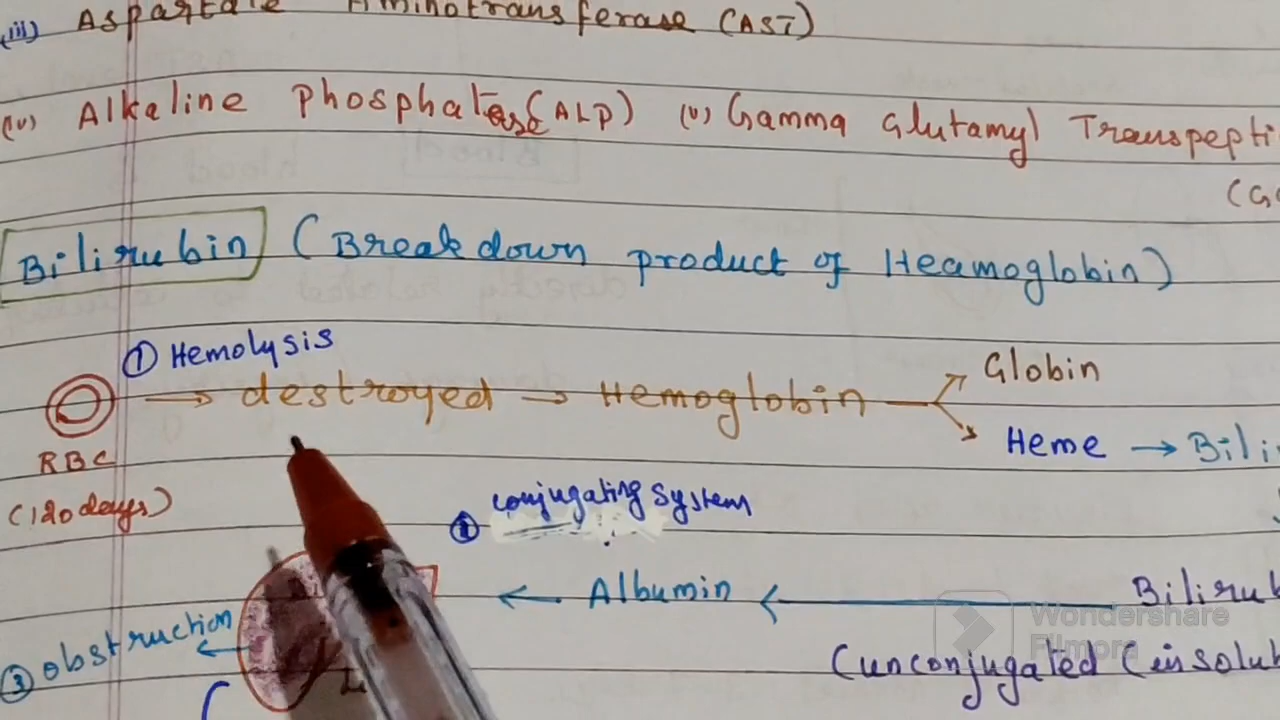 (iii) Aspartate Aminotransferase (AST)
(iv) Alkaline phosphatase (ALP) (v) Gamma Glutamyl Transpepti
(G
Bilirubin (Breakdown product of Heamoglobin)
① Hemolysis
→ destroyed → Hemoglobin
Globin
Heme → Bili
RBC
(120 days)
② conjugating system
← Albumin ← Bilirub
③ obstruction
(unconjugated (insolub
Wondershare
Filmora